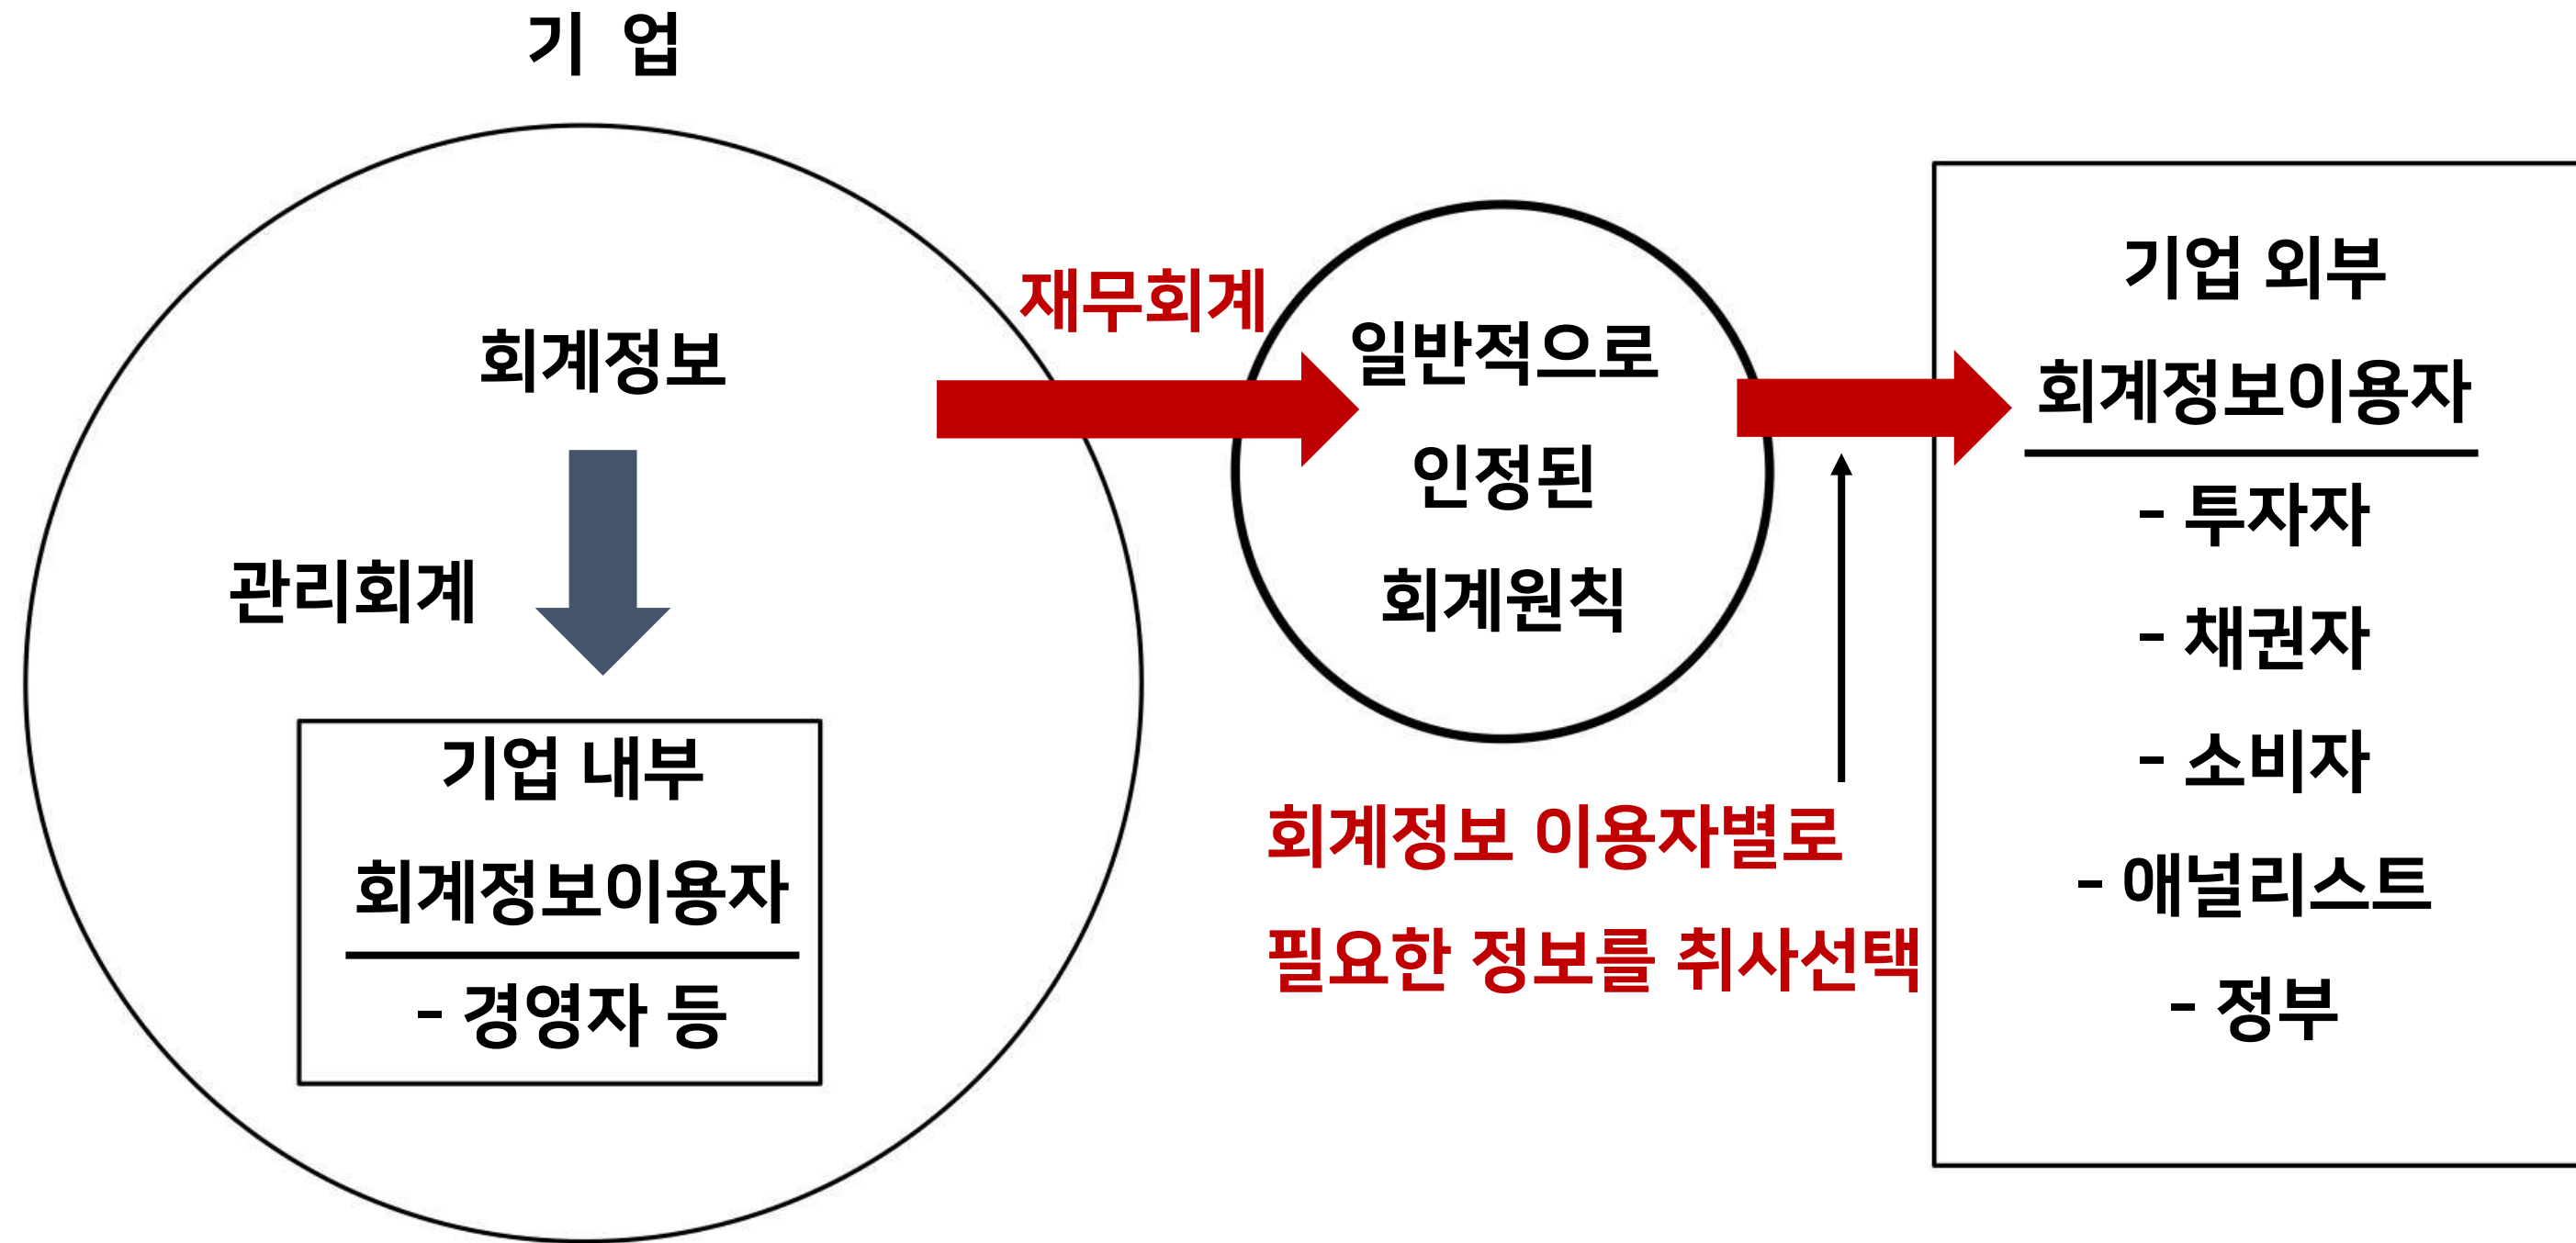 기 업
회계정보
관리회계
기업 내부
회계정보이용자
- 경영자 등
재무회계
일반적으로
인정된
회계원칙
회계정보 이용자별로
필요한 정보를 취사선택
기업 외부
회계정보이용자
- 투자자
- 채권자
- 소비자
- 애널리스트
- 정부